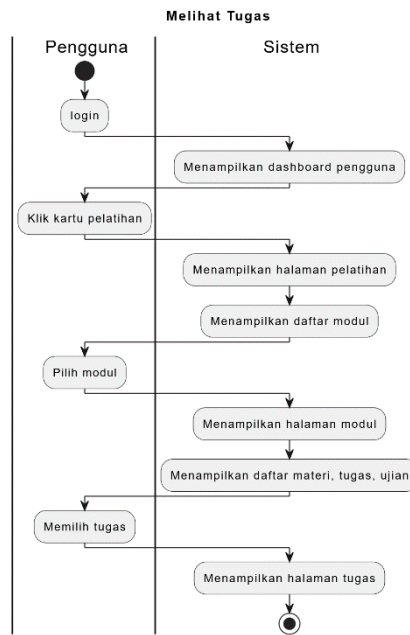 Melihat Tugas
Pengguna
Sistem
login
Menampilkan dashboard pengguna
Klik kartu pelatihan
Menampilkan halaman pelatihan
Menampilkan daftar modul
Pilih modul
Menampilkan halaman modul
Menampilkan daftar materi, tugas, ujian
Memilih tugas
Menampilkan halaman tugas